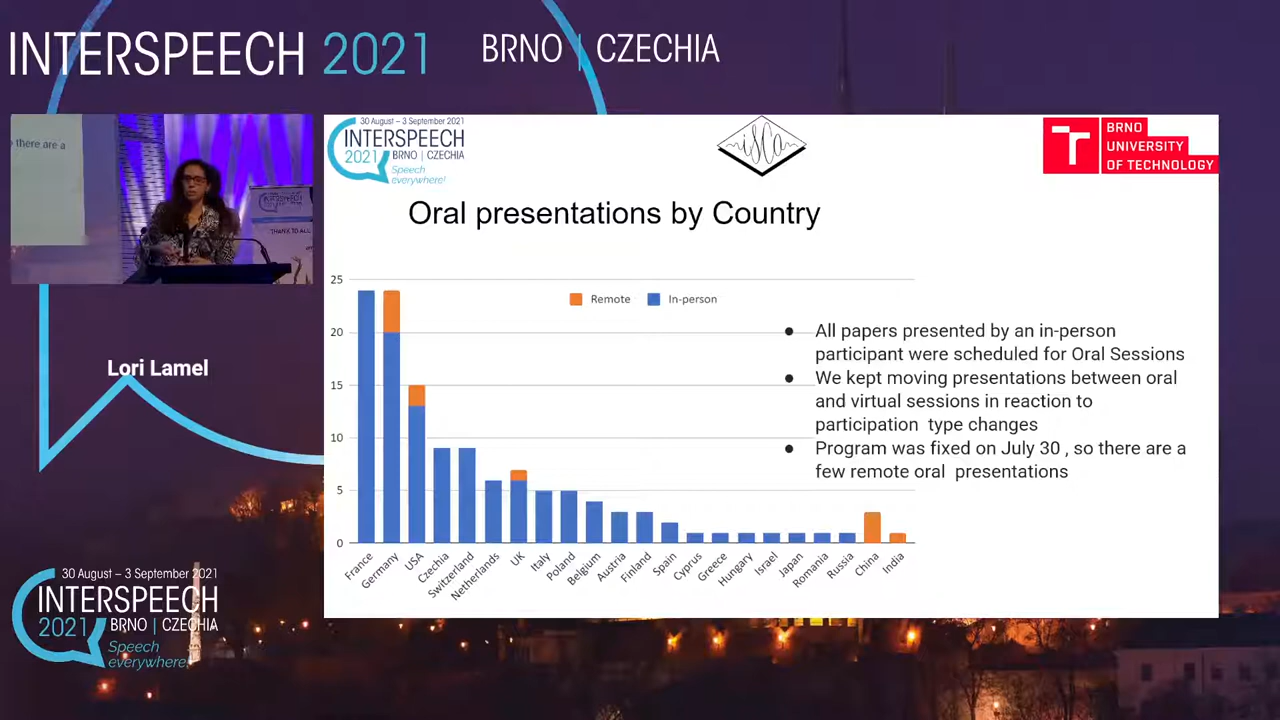 INTERSPEECH 2021 BRNO | CZECHIA
there are a
INTERSPEECH
THANK TO ALL
Lori Lamel
30 August – 3 September 2021
INTERSPEECH
2021 BRNO | CZECHIA
Speech
everywhere!
30 August – 3 September 2021
INTERSPEECH
2021 BRNO | CZECHIA
Speech
everywhere!
isca
BRNO
UNIVERSITY
OF TECHNOLOGY
Oral presentations by Country
25
20
15
10
5
0
Remote In-person
France
Germany
USA
Czechia
Switzerland
Netherlands
UK
Italy
Poland
Belgium
Austria
Finland
Spain
Cyprus
Greece
Hungary
Israel
Japan
Romania
Russia
China
India
● All papers presented by an in-person
participant were scheduled for Oral Sessions
● We kept moving presentations between oral
and virtual sessions in reaction to
participation type changes
● Program was fixed on July 30 , so there are a
few remote oral presentations